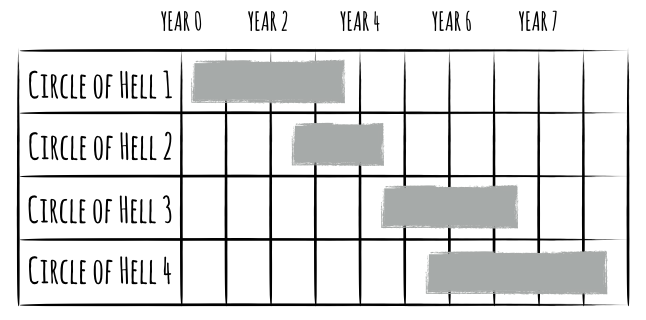 YEAR 0 YEAR 2 YEAR 4 YEAR 6 YEAR 7
CIRCLE OF HELL 1
CIRCLE OF HELL 2
CIRCLE OF HELL 3
CIRCLE OF HELL 4